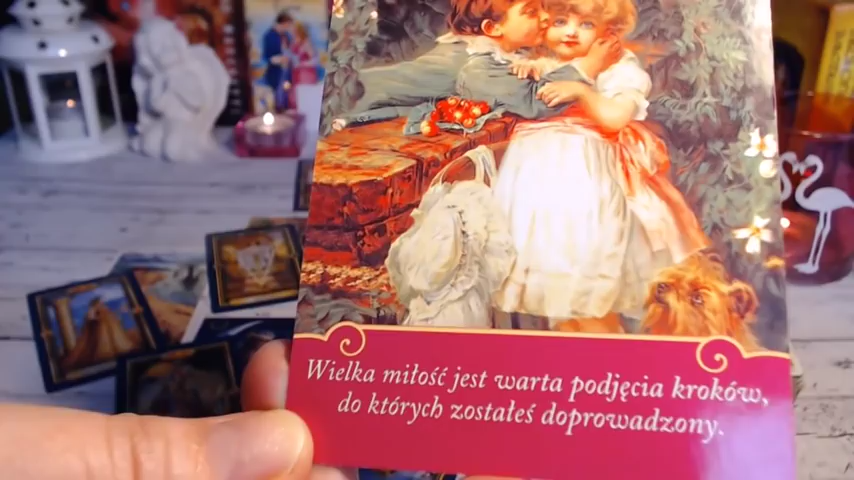 Wielka miłość jest warta podjęcia kroków,
do których zostałeś doprowadzony.